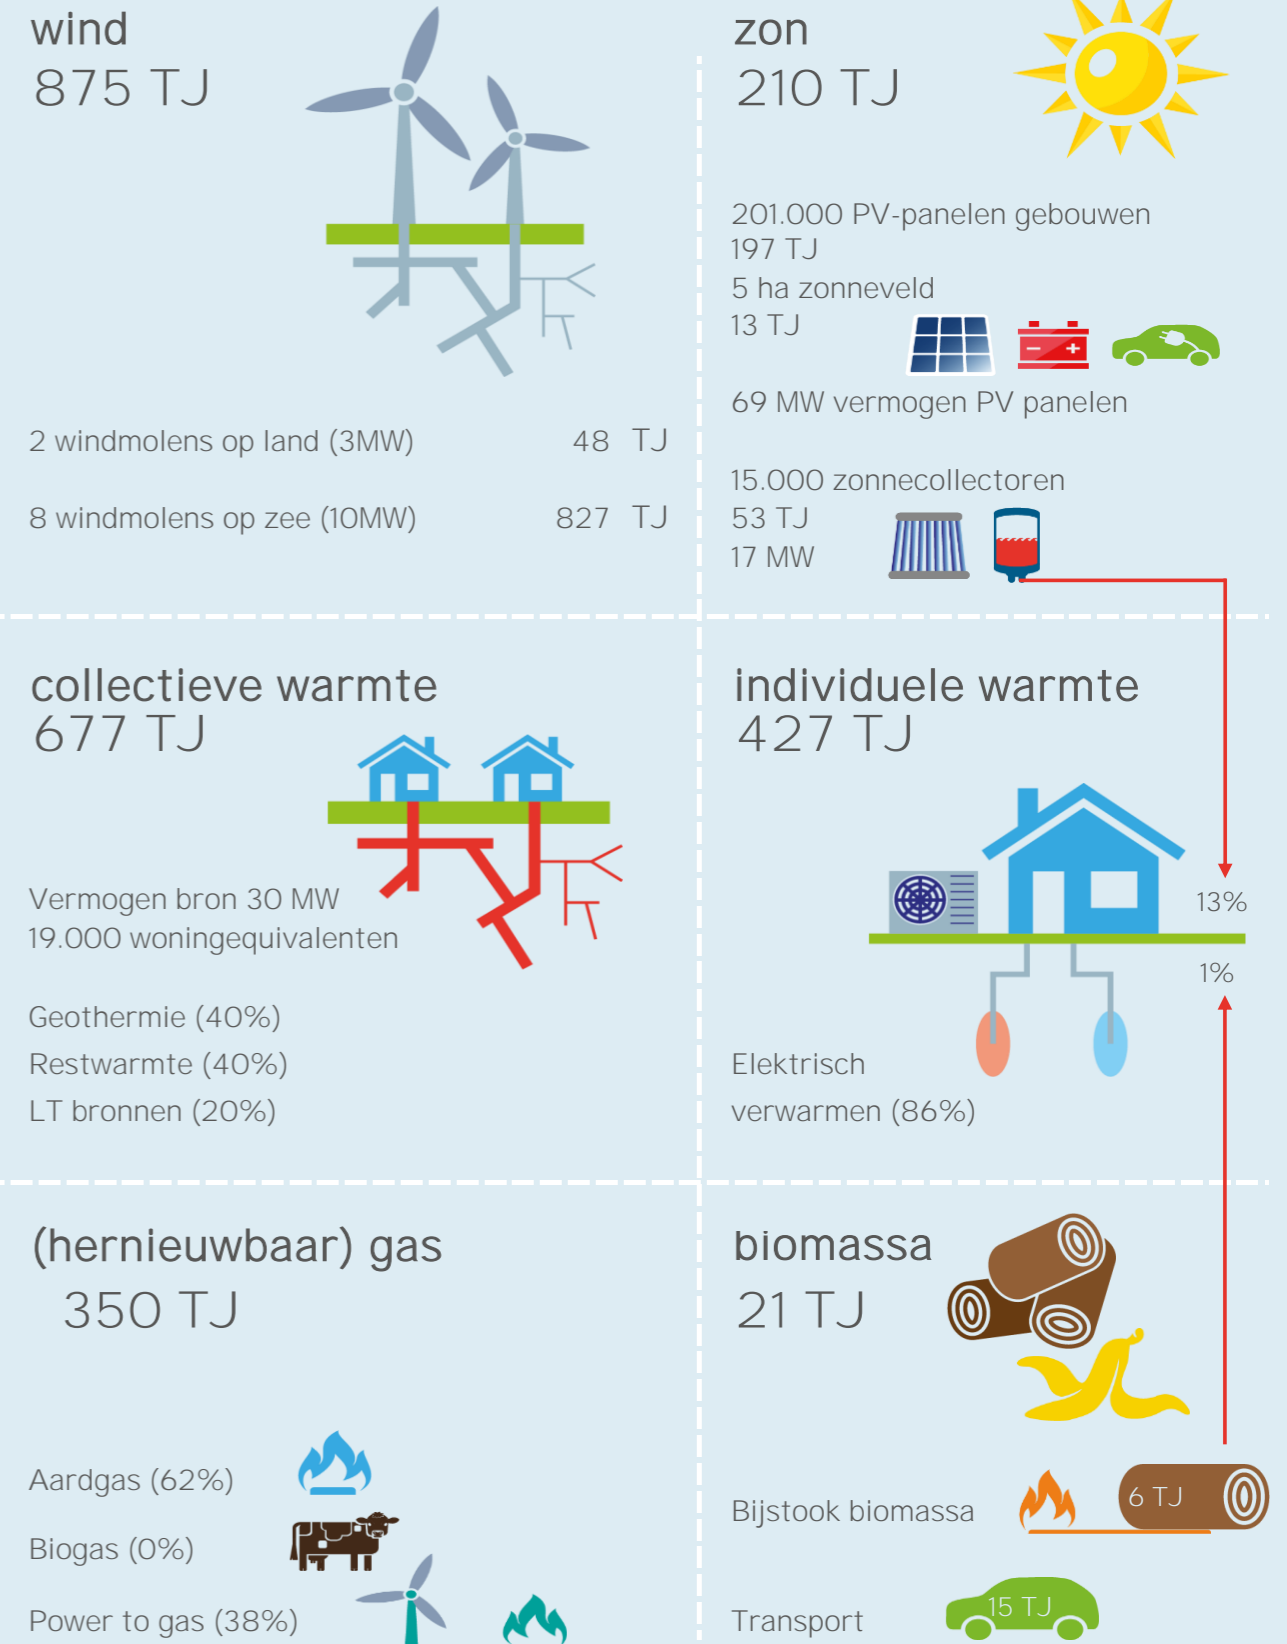 wind
875 TJ
2 windmolens op land (3MW) 48 TJ
8 windmolens op zee (10MW) 827 TJ
zon
210 TJ
201.000 PV-panelen gebouwen
197 TJ
5 ha zonneveld
13 TJ
69 MW vermogen PV panelen
15.000 zonnecollectoren
53 TJ
17 MW
collectieve warmte
677 TJ
Vermogen bron 30 MW
19.000 woningequivalenten
Geothermie (40%)
Restwarmte (40%)
LT bronnen (20%)
individuele warmte
427 TJ
13%
1%
Elektrisch
verwarmen (86%)
(hernieuwbaar) gas
350 TJ
Aardgas (62%)
Biogas (0%)
Power to gas (38%)
biomassa
21 TJ
Bijstook biomassa 6 TJ
Transport 15 TJ